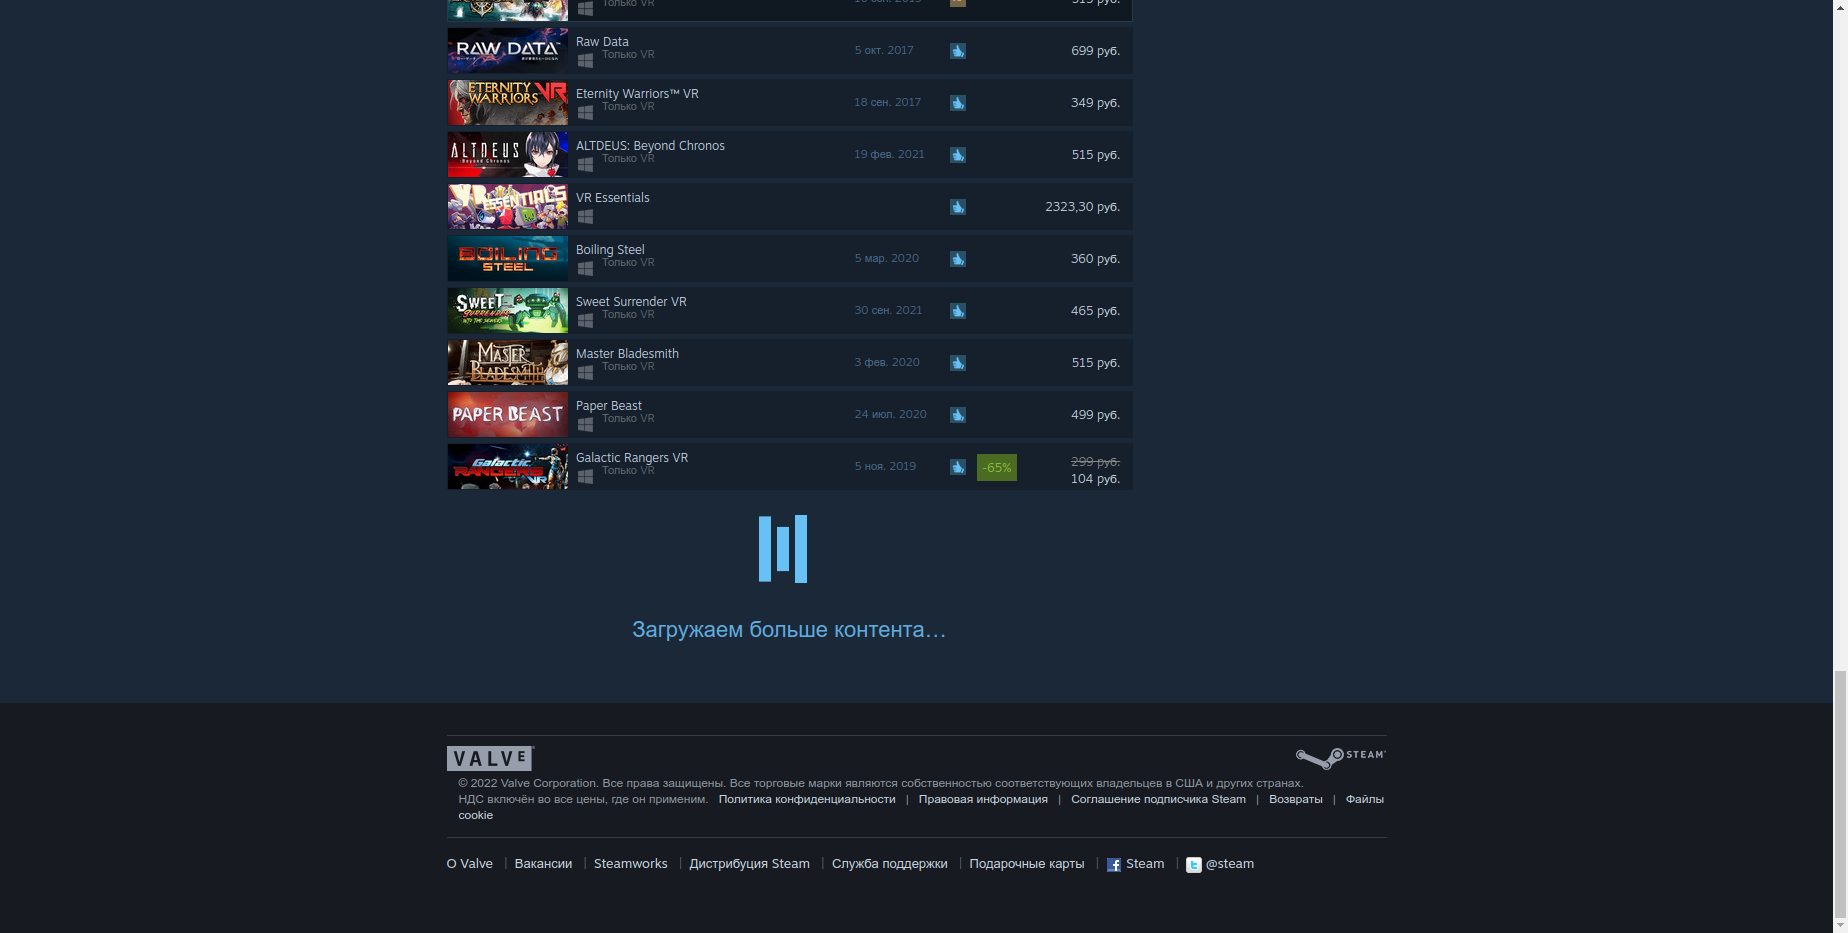 Только VR
515 руб.
RAW DATA
Raw Data
Только VR
5 окт. 2017
699 руб.
ETERNITY WARRIORS VR
Eternity Warriors™ VR
Только VR
18 сен. 2017
349 руб.
ALTDEUS
Beyond Chronos
ALTDEUS: Beyond Chronos
Только VR
19 фев. 2021
515 руб.
VR ESSENTIALS
VR Essentials
2323,30 руб.
BOILING STEEL
Boiling Steel
Только VR
5 мар. 2020
360 руб.
SWEET SURRENDER
INTO THE SEWERS
Sweet Surrender VR
Только VR
30 сен. 2021
465 руб.
MASTER BLADESMITH
Master Bladesmith
Только VR
3 фев. 2020
515 руб.
PAPER BEAST
Paper Beast
Только VR
24 июл. 2020
499 руб.
Galactic RANGERS VR
Galactic Rangers VR
Только VR
5 ноя. 2019
-65%
299 руб.
104 руб.
Загружаем больше контента…
VALVE
STEAM
© 2022 Valve Corporation. Все права защищены. Все торговые марки являются собственностью соответствующих владельцев в США и других странах.
НДС включён во все цены, где он применим. Политика конфиденциальности | Правовая информация | Соглашение подписчика Steam | Возвраты | Файлы
cookie
О Valve | Вакансии | Steamworks | Дистрибуция Steam | Служба поддержки | Подарочные карты | Steam | @steam